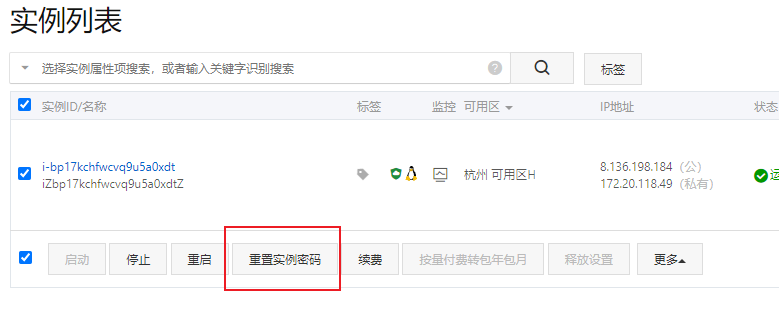 实例列表
选择实例属性项搜索，或者输入关键字识别搜索 ? 标签
实例ID/名称 标签 监控 可用区 IP地址 状态
i-bp17kchfwcvq9u5a0xdt
iZbp17kchfwcvq9u5a0xdtZ
杭州 可用区H
8.136.198.184（公）
172.20.118.49（私有）
启动 停止 重启 重置实例密码 续费 按量付费转包年包月 释放设置 更多